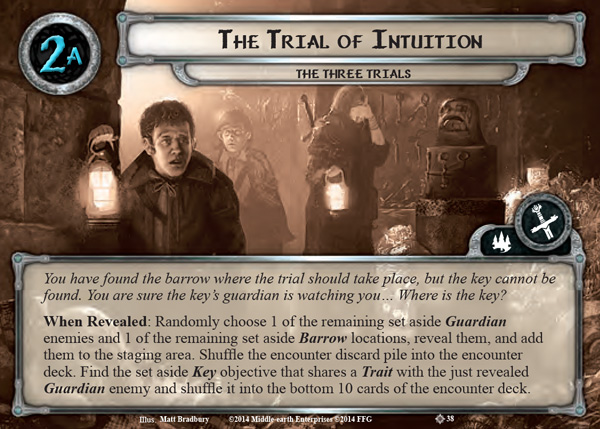 2A
The Trial of Intuition
The Three Trials
You have found the barrow where the trial should take place, but the key cannot be
found. You are sure the key's guardian is watching you… Where is the key?
When Revealed: Randomly choose 1 of the remaining set aside Guardian
enemies and 1 of the remaining set aside Barrow locations, reveal them, and add
them to the staging area. Shuffle the encounter discard pile into the encounter
deck. Find the set aside Key objective that shares a Trait with the just revealed
Guardian enemy and shuffle it into the bottom 10 cards of the encounter deck.
Illus. Matt Bradbury ©2014 Middle-earth Enterprises ©2014 FFG 38